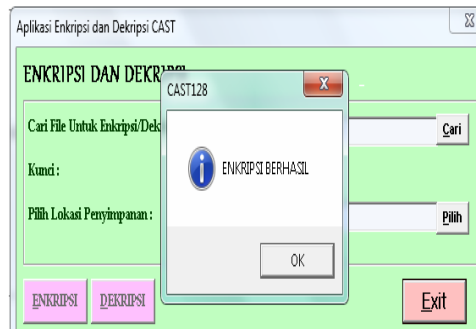 Aplikasi Enkripsi dan Dekripsi CAST
ENKRIPSI DAN DEKR
CAST128
Cari File Untuk Enkripsi/Dek
Cari
Kunci :
ENKRIPSI BERHASIL
Pilih Lokasi Penyimpanan :
Pilih
OK
ENKRIPSI
DEKRIPSI
Exit